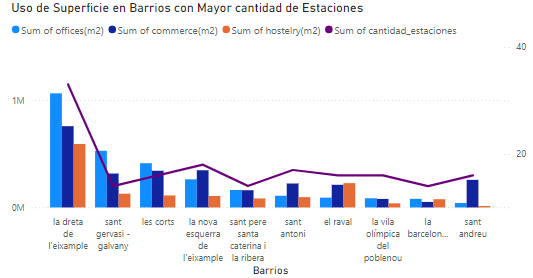 Uso de Superficie en Barrios con Mayor cantidad de Estaciones
Sum of offices(m2) Sum of commerce(m2) Sum of hostelry(m2) Sum of cantidad_estaciones
40
1M
20
0M
la dreta de l'eixample
sant gervasi - galvany
les corts
la nova esquerra de l'eixample
sant pere santa caterina i la ribera
sant antoni
el raval
la vila olímpica del poblenou
la barcelon...
sant andreu
Barrios